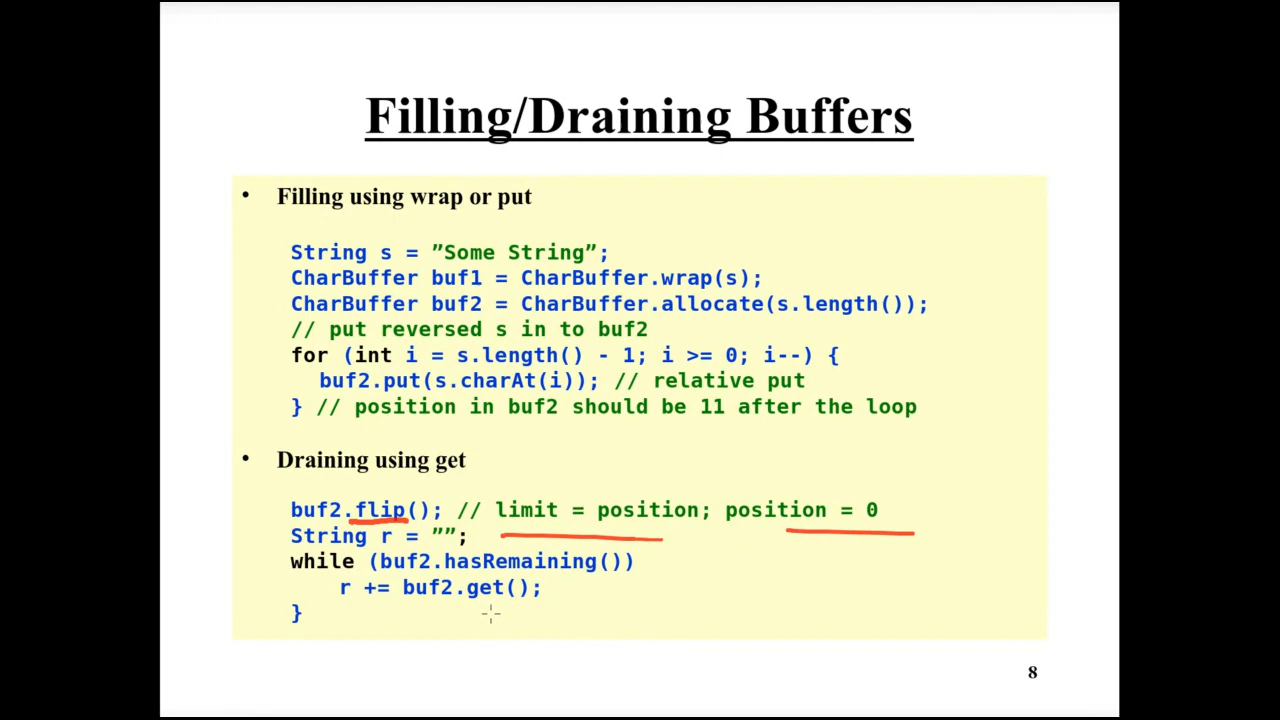 Filling/Draining Buffers
• Filling using wrap or put
String s = ”Some String”;
CharBuffer buf1 = CharBuffer.wrap(s);
CharBuffer buf2 = CharBuffer.allocate(s.length());
// put reversed s in to buf2
for (int i = s.length() - 1; i >= 0; i--) {
buf2.put(s.charAt(i)); // relative put
} // position in buf2 should be 11 after the loop
• Draining using get
buf2.flip(); // limit = position; position = 0
String r = ””;
while (buf2.hasRemaining())
r += buf2.get();
}
8